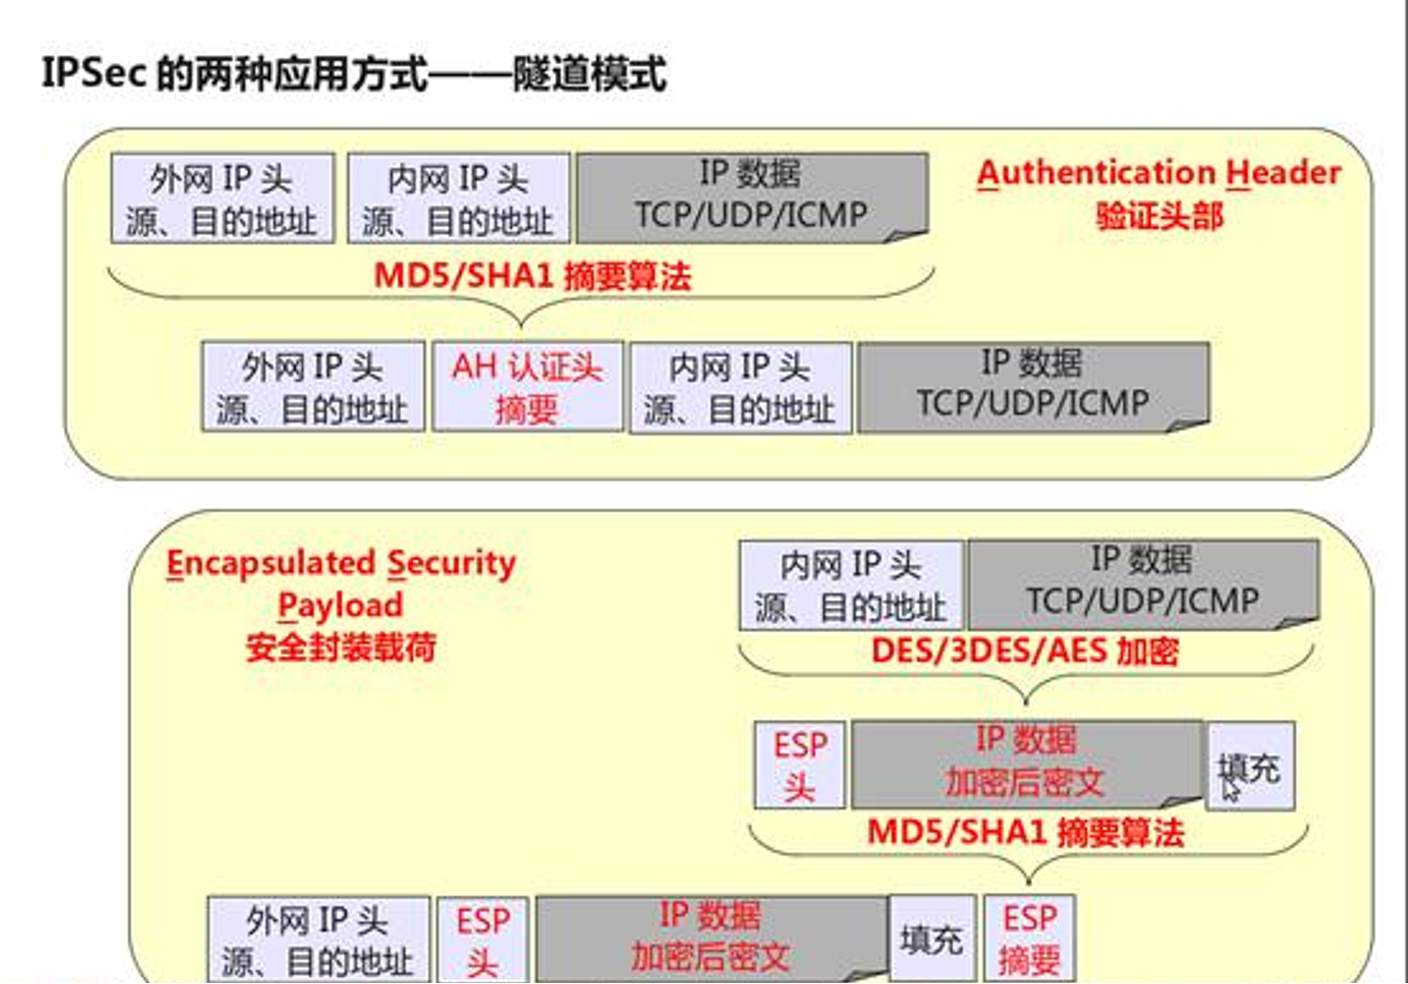 IPSec 的两种应用方式——隧道模式
外网 IP 头
源、目的地址
内网 IP 头
源、目的地址
IP 数据
TCP/UDP/ICMP
Authentication Header
验证头部
MD5/SHA1 摘要算法
外网 IP 头
源、目的地址
AH 认证头
摘要
内网 IP 头
源、目的地址
IP 数据
TCP/UDP/ICMP
Encapsulated Security
Payload
安全封装载荷
内网 IP 头
源、目的地址
IP 数据
TCP/UDP/ICMP
DES/3DES/AES 加密
ESP
头
IP 数据
加密后密文
填充
MD5/SHA1 摘要算法
外网 IP 头
源、目的地址
ESP
头
IP 数据
加密后密文
填充
ESP
摘要